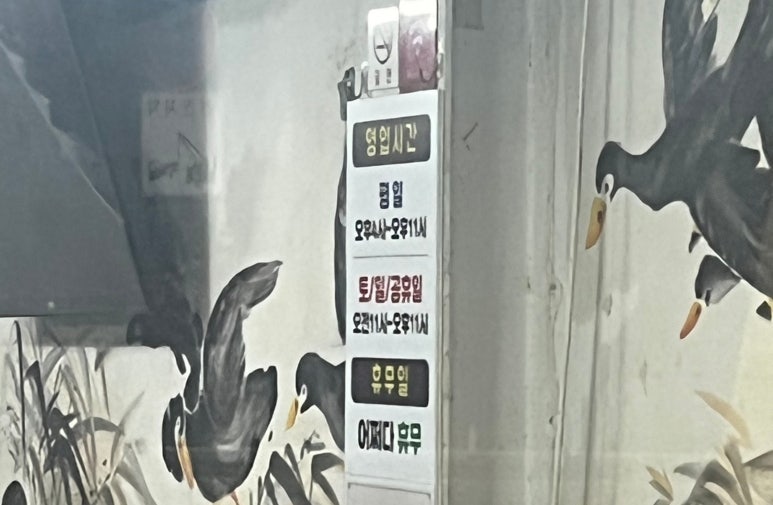 영업시간
평일
오후4시-오후11시
토/일/공휴일
오전11시-오후11시
휴무일
어쩌다 휴무